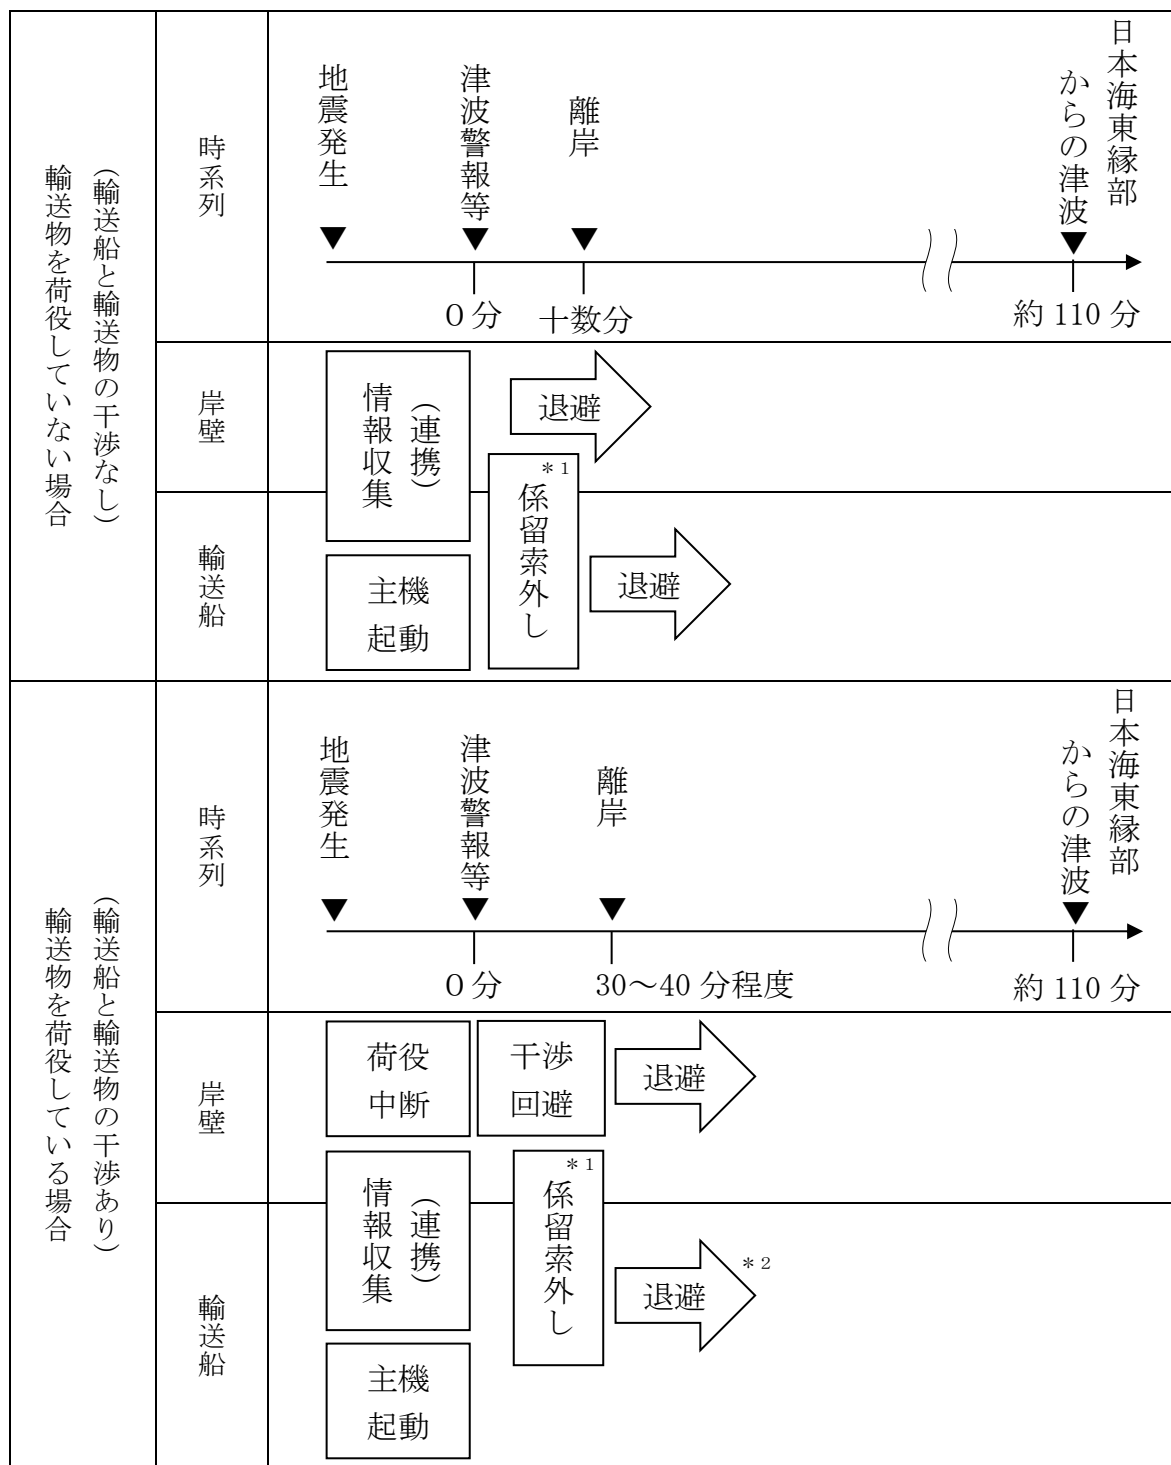 輸送物を荷役していない場合
(輸送船と輸送物の干渉なし)
時系列
地震発生
津波警報等
離岸
日本海東縁部
からの津波
0分
十数分
約110分
岸壁
情報収集
(連携)
退避
*1
係留索外し
輸送船
主機
起動
退避
輸送物を荷役している場合
(輸送船と輸送物の干渉あり)
時系列
地震発生
津波警報等
離岸
日本海東縁部
からの津波
0分
30～40分程度
約110分
岸壁
荷役
中断
干渉
回避
退避
情報収集
(連携)
*1
係留索外し
輸送船
退避
*2
主機
起動